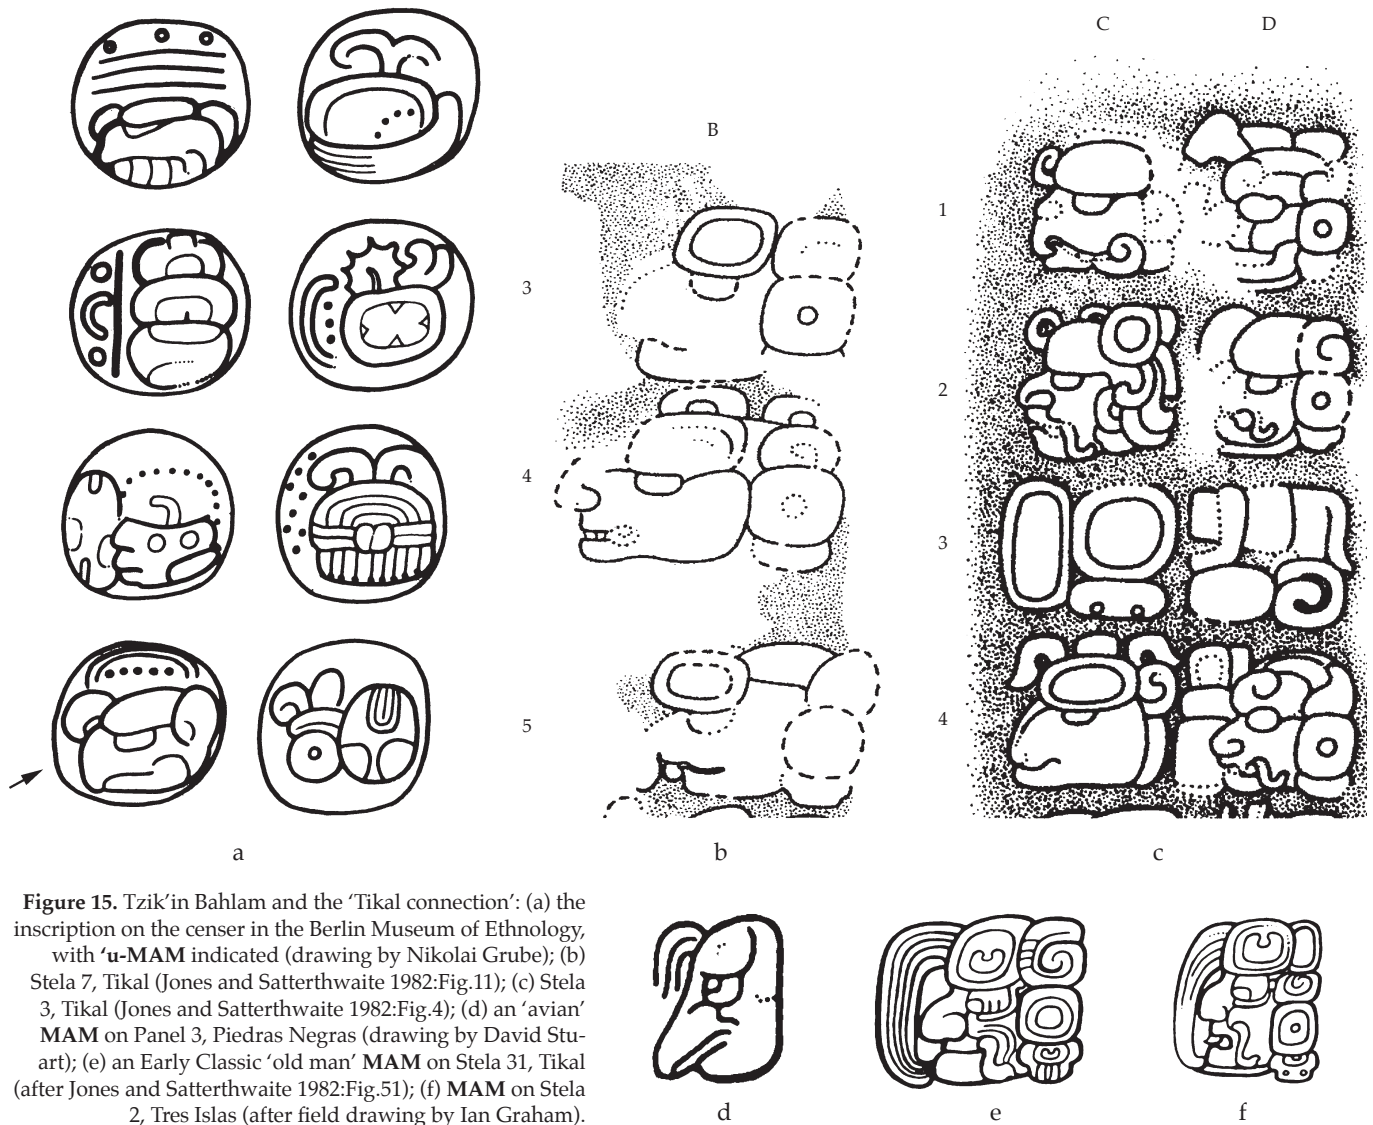 C D
B
1
3
2
4
3
5
4
a
b
c
Figure 15. Tzik’in Bahlam and the ‘Tikal connection’: (a) the
inscription on the censer in the Berlin Museum of Ethnology,
with ‘u-MAM indicated (drawing by Nikolai Grube); (b)
Stela 7, Tikal (Jones and Satterthwaite 1982:Fig.11); (c) Stela
3, Tikal (Jones and Satterthwaite 1982:Fig.4); (d) an ‘avian’
MAM on Panel 3, Piedras Negras (drawing by David Stu-
art); (e) an Early Classic ‘old man’ MAM on Stela 31, Tikal
(after Jones and Satterthwaite 1982:Fig.51); (f) MAM on Stela
2, Tres Islas (after field drawing by Ian Graham).
d
e
f